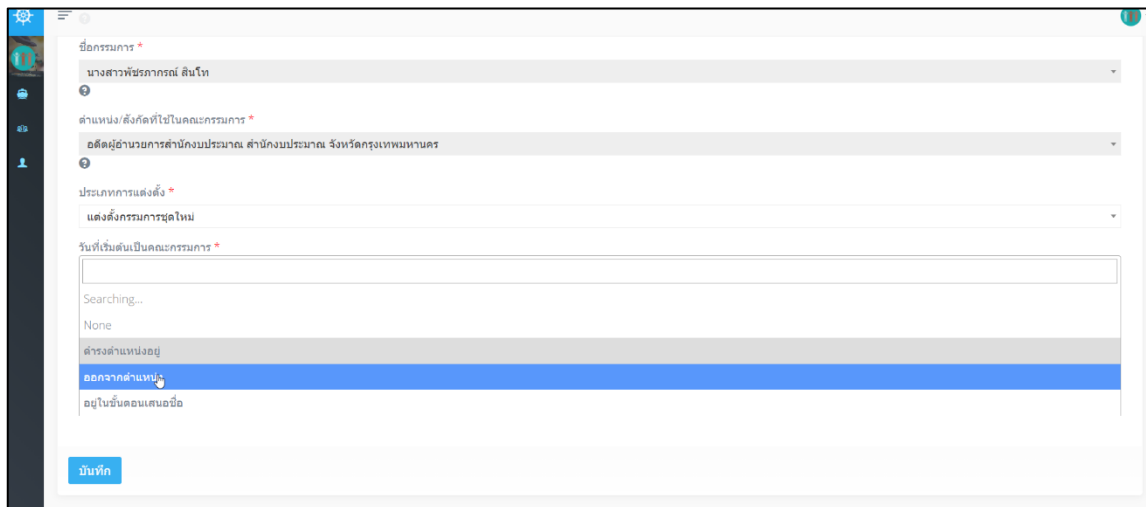 ชื่อกรรมการ *
นางสาวพัชรภากรณ์ สินโท
ตำแหน่ง/สังกัดที่ใช้ในคณะกรรมการ *
อดีตผู้อำนวยการสำนักงบประมาณ สำนักงบประมาณ จังหวัดกรุงเทพมหานคร
ประเภทการแต่งตั้ง *
แต่งตั้งกรรมการชุดใหม่
วันที่เริ่มต้นเป็นคณะกรรมการ *
Searching...
None
ดำรงตำแหน่งอยู่
ออกจากตำแหน่ง
อยู่ในขั้นตอนเสนอชื่อ
บันทึก